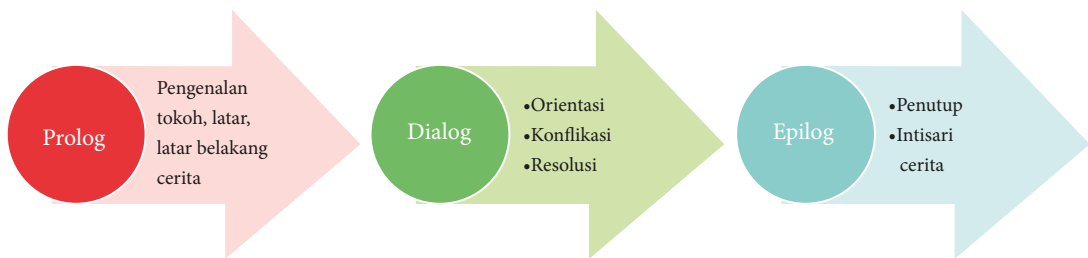 Prolog
Pengenalan
tokoh, latar,
latar belakang
cerita
Dialog
•Orientasi
•Konflikasi
•Resolusi
Epilog
•Penutup
•Intisari
cerita